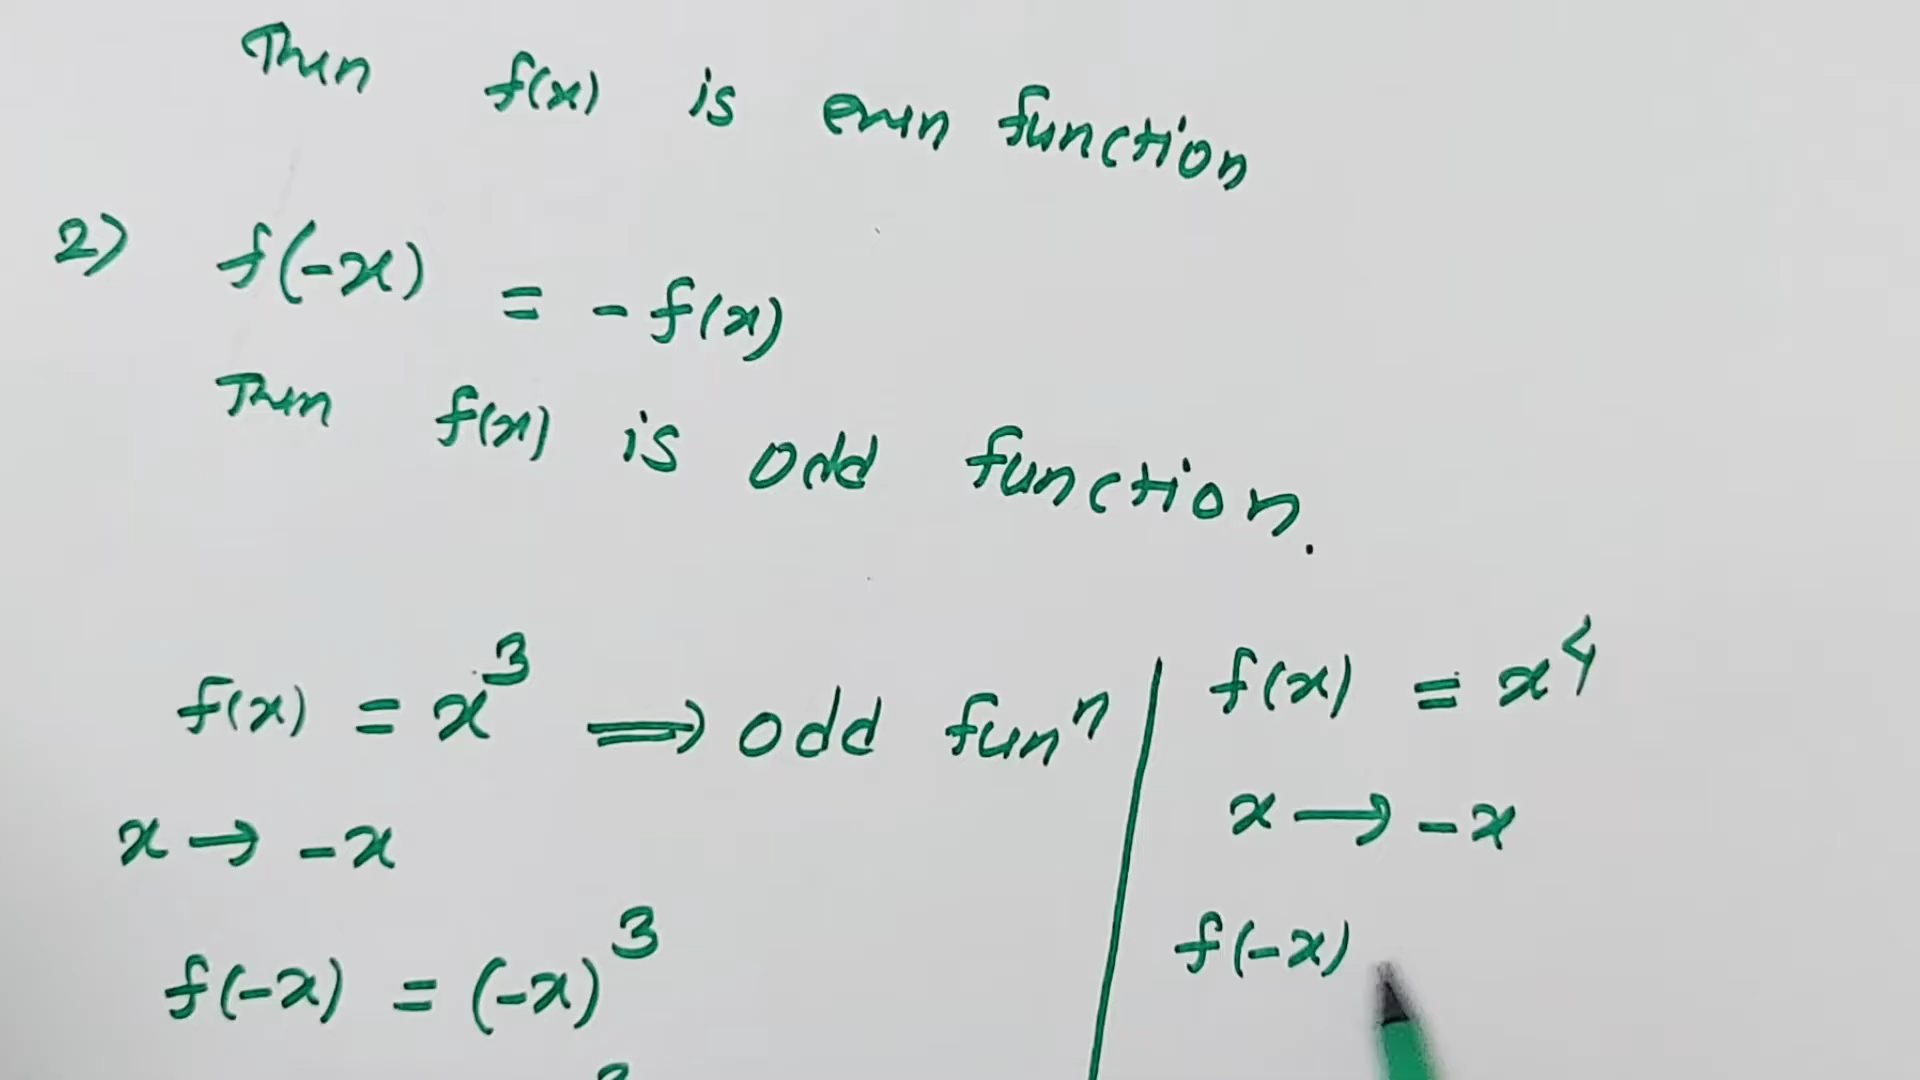 Then f(x) is even function
2) f(-x) = -f(x)
Then f(x) is odd function.
f(x) = x³ ⟹ odd funⁿ
x → -x
f(-x) = (-x)³
f(x) = x⁴
x → -x
f(-x)